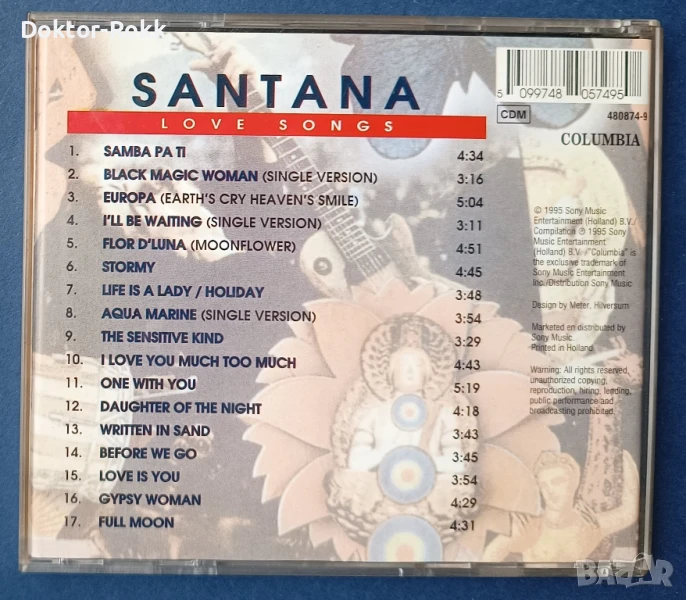 Doktor-Rokk
SANTANA
LOVE SONGS
1. SAMBA PA TI 4:34
2. BLACK MAGIC WOMAN (SINGLE VERSION) 3:16
3. EUROPA (EARTH'S CRY HEAVEN'S SMILE) 5:04
4. I'LL BE WAITING (SINGLE VERSION) 3:11
5. FLOR D'LUNA (MOONFLOWER) 4:51
6. STORMY 4:45
7. LIFE IS A LADY / HOLIDAY 3:48
8. AQUA MARINE (SINGLE VERSION) 3:54
9. THE SENSITIVE KIND 3:29
10. I LOVE YOU MUCH TOO MUCH 4:43
11. ONE WITH YOU 5:19
12. DAUGHTER OF THE NIGHT 4:18
13. WRITTEN IN SAND 3:43
14. BEFORE WE GO 3:45
15. LOVE IS YOU 3:54
16. GYPSY WOMAN 4:29
17. FULL MOON 4:31
5 099748 057495
CDM
480874-9
COLUMBIA
© 1995 Sony Music
Entertainment (Holland) B.V./
Compilation ℗ 1995 Sony
Music Entertainment
(Holland) B.V./"Columbia" is
the exclusive trademark of
Sony Music Entertainment
Inc./Distribution Sony Music
Design by Meter, Hilversum
Marketed en distributed by
Sony Music.
Printed in Holland.
Warning: All rights reserved,
unauthorized copying,
reproduction, hiring, lending,
public performance and
broadcasting prohibited.
BAZAR